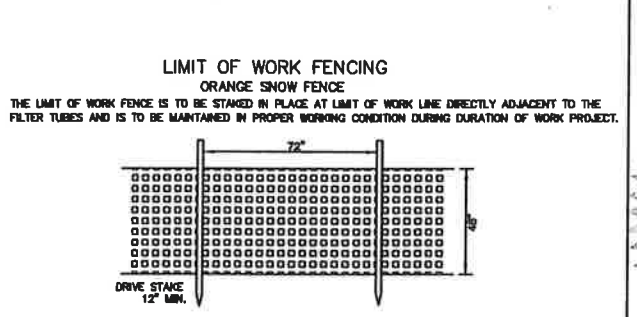 LIMIT OF WORK FENCING
ORANGE SNOW FENCE
THE LIMIT OF WORK FENCE IS TO BE STAKED IN PLACE AT LIMIT OF WORK LINE DIRECTLY ADJACENT TO THE
FILTER TUBES AND IS TO BE MAINTAINED IN PROPER WORKING CONDITION DURING DURATION OF WORK PROJECT.
72"
48"
DRIVE STAKE
12" MIN.